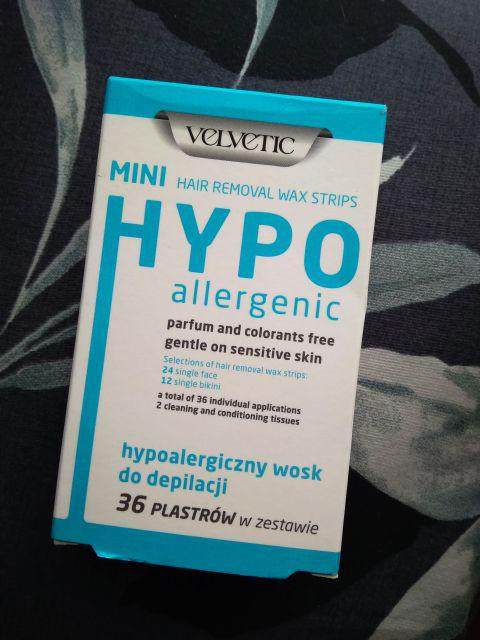 VELVETIC
MINI HAIR REMOVAL WAX STRIPS
HYPO
allergenic
parfum and colorants free
gentle on sensitive skin
Selections of hair removal wax strips:
24 single face
12 single bikini
a total of 36 individual applications
2 cleaning and conditioning tissues
hypoalergiczny wosk
do depilacji
36 PLASTRÓW w zestawie